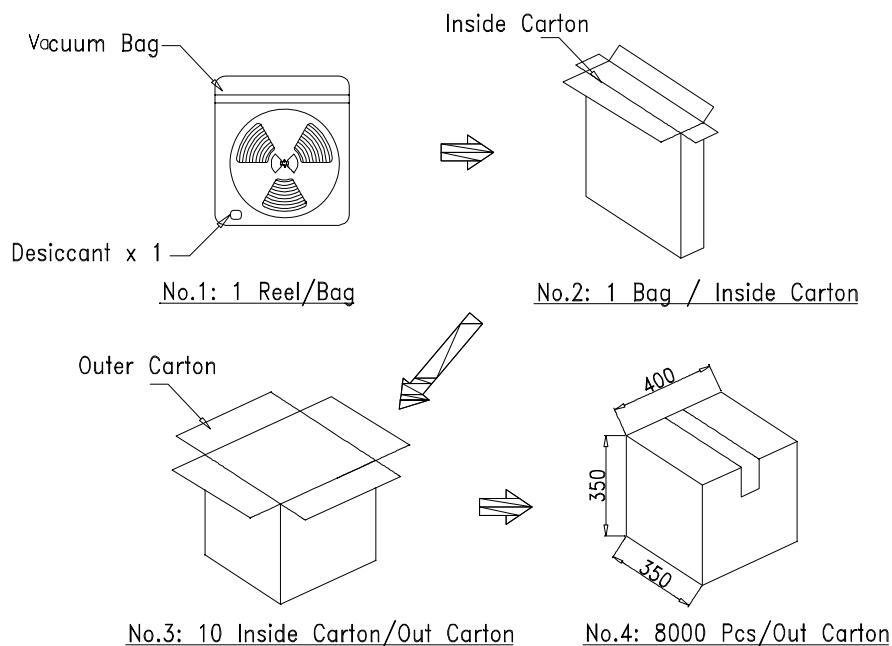 Vacuum Bag
Inside Carton
Desiccant x 1
No.1: 1 Reel/Bag
No.2: 1 Bag / Inside Carton
Outer Carton
400
350
350
No.3: 10 Inside Carton/Out Carton
No.4: 8000 Pcs/Out Carton